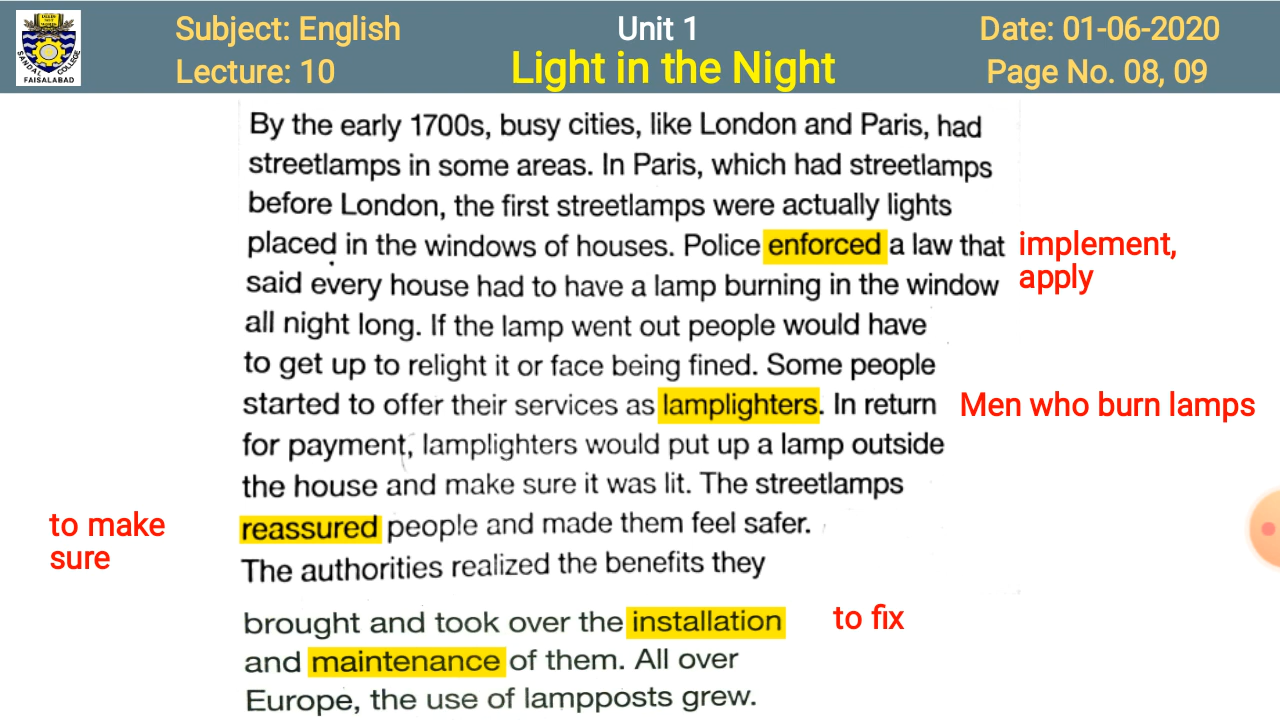 Subject: English
Unit 1
Date: 01-06-2020
Lecture: 10
Light in the Night
Page No. 08, 09
SANDAL COLLEGE
FAISALABAD
By the early 1700s, busy cities, like London and Paris, had
streetlamps in some areas. In Paris, which had streetlamps
before London, the first streetlamps were actually lights
placed in the windows of houses. Police enforced a law that
implement,
apply
said every house had to have a lamp burning in the window
all night long. If the lamp went out people would have
to get up to relight it or face being fined. Some people
started to offer their services as lamplighters. In return
Men who burn lamps
for payment, lamplighters would put up a lamp outside
the house and make sure it was lit. The streetlamps
reassured people and made them feel safer.
to make
sure
The authorities realized the benefits they
brought and took over the installation
to fix
and maintenance of them. All over
Europe, the use of lampposts grew.